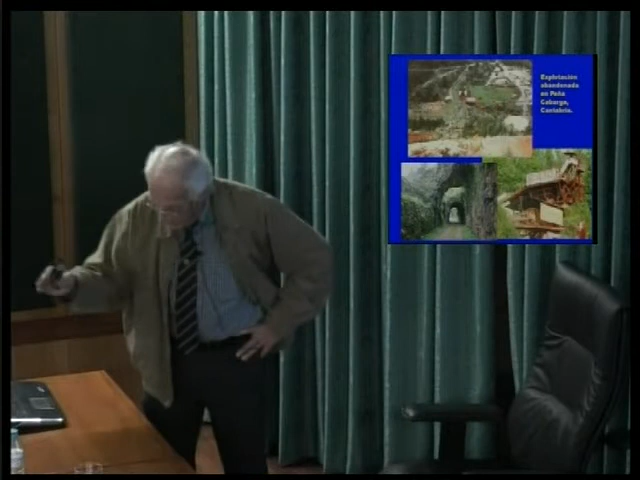 Explotación
abandonada
en Peña
Cabarga,
Cantabria.